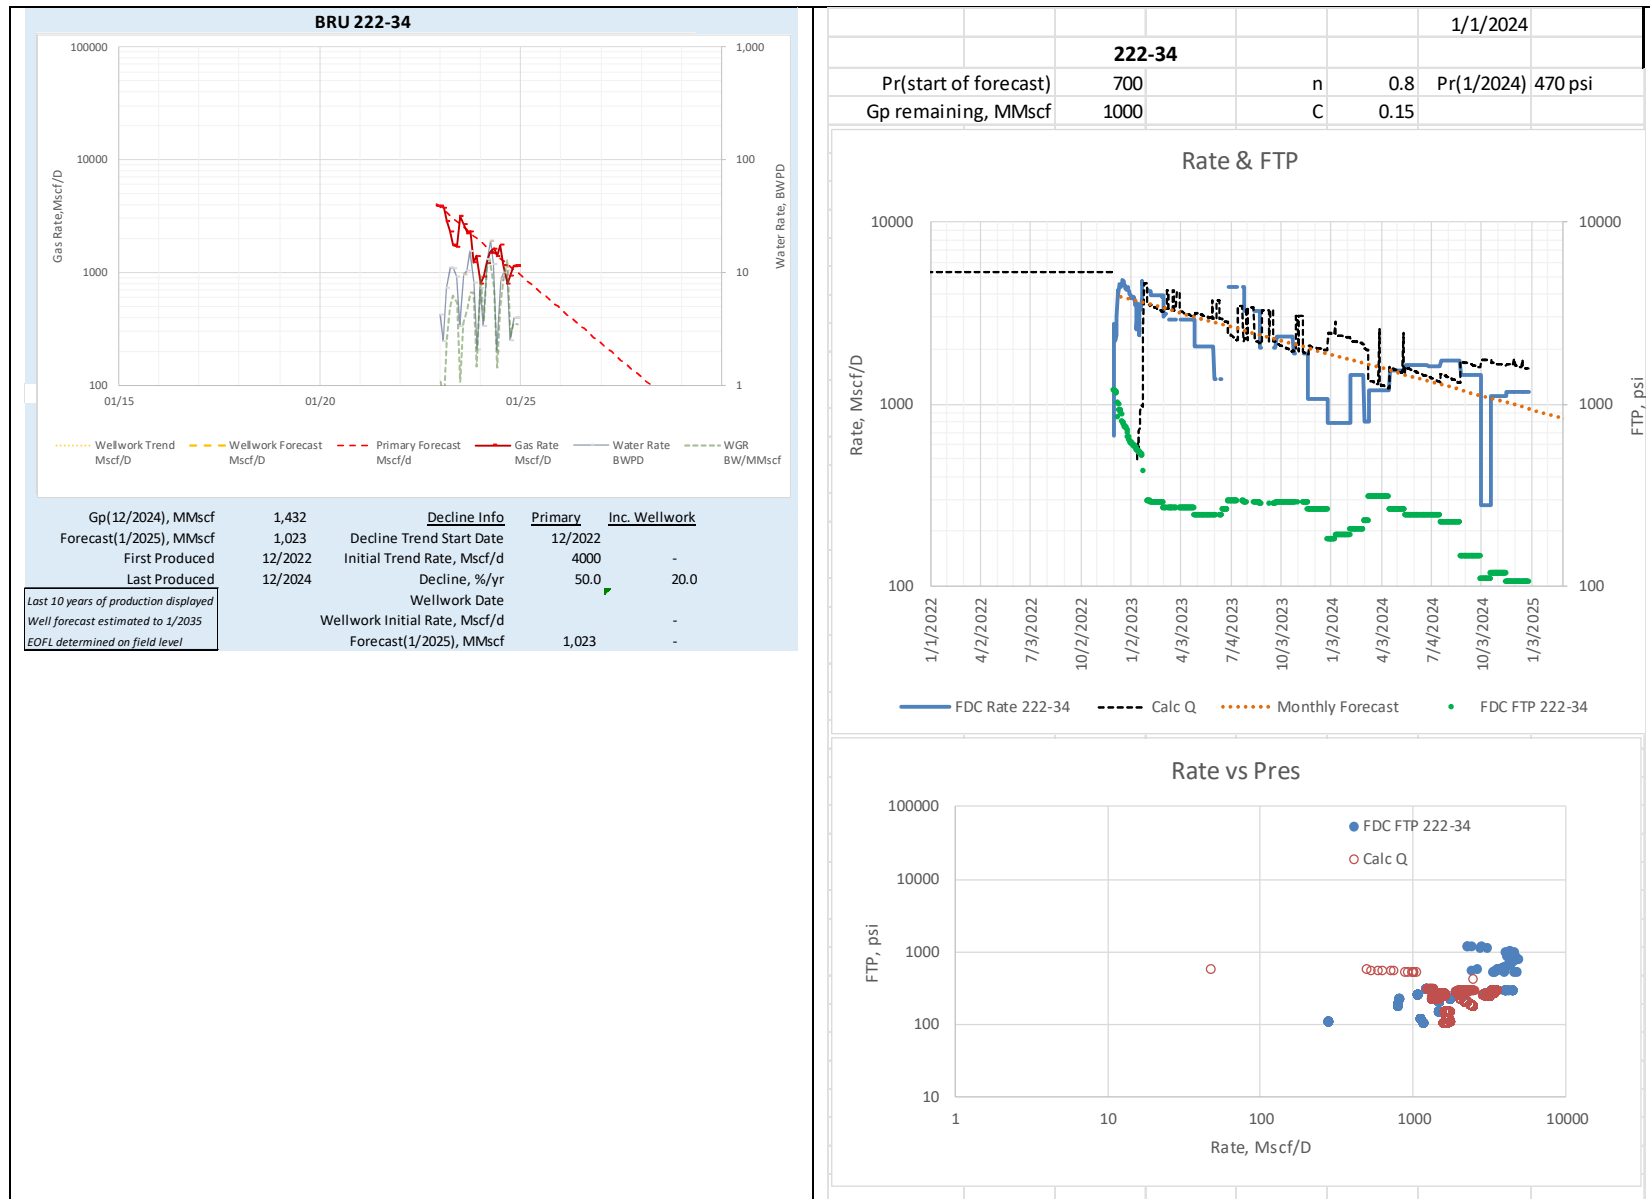 BRU 222-34
100000
10000
1000
100
1,000
100
10
1
Gas Rate,Mscf/D
Water Rate, BWPD
01/15
01/20
01/25
Wellwork Trend Mscf/D
Wellwork Forecast Mscf/D
Primary Forecast Mscf/d
Gas Rate Mscf/D
Water Rate BWPD
WGR BW/MMscf
Gp(12/2024), MMscf 1,432 Decline Info Primary Inc. Wellwork
Forecast(1/2025), MMscf 1,023 Decline Trend Start Date 12/2022
First Produced 12/2022 Initial Trend Rate, Mscf/d 4000 -
Last Produced 12/2024 Decline, %/yr 50.0 20.0
Last 10 years of production displayed Wellwork Date
Well forecast estimated to 1/2035 Wellwork Initial Rate, Mscf/d -
EOFL determined on field level Forecast(1/2025), MMscf 1,023 -
1/1/2024
222-34
Pr(start of forecast) 700 n 0.8 Pr(1/2024) 470 psi
Gp remaining, MMscf 1000 C 0.15
Rate & FTP
10000
1000
100
10000
1000
100
Rate, Mscf/D
FTP, psi
1/1/2022
4/2/2022
7/3/2022
10/2/2022
1/2/2023
4/3/2023
7/4/2023
10/3/2023
1/3/2024
4/3/2024
7/4/2024
10/3/2024
1/3/2025
FDC Rate 222-34
Calc Q
Monthly Forecast
FDC FTP 222-34
Rate vs Pres
100000
10000
1000
100
10
FTP, psi
FDC FTP 222-34
Calc Q
1
10
100
1000
10000
Rate, Mscf/D